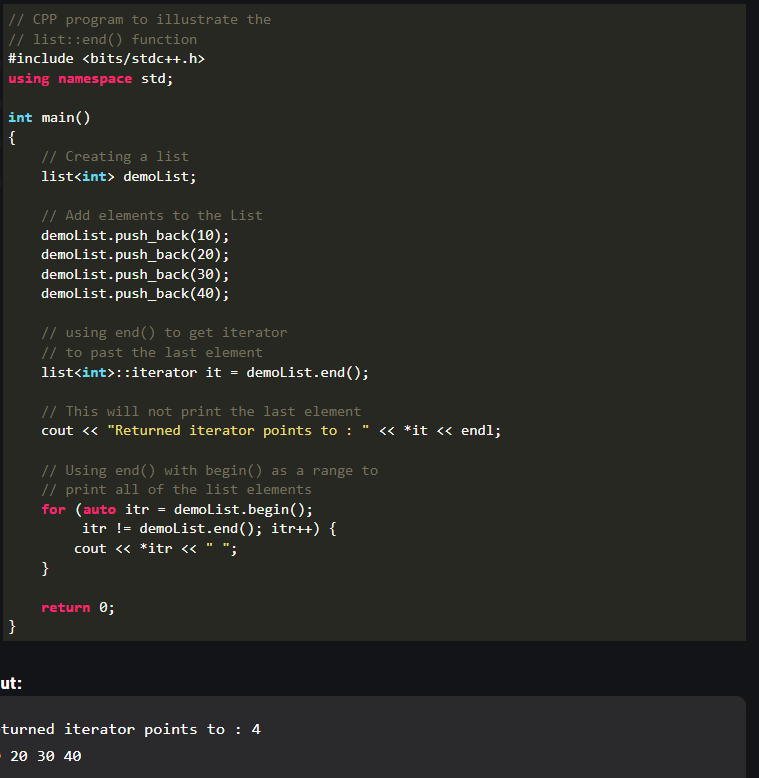 // CPP program to illustrate the
// list::end() function
#include <bits/stdc++.h>
using namespace std;
int main()
{
// Creating a list
list<int> demoList;
// Add elements to the List
demoList.push_back(10);
demoList.push_back(20);
demoList.push_back(30);
demoList.push_back(40);
// using end() to get iterator
// to past the last element
list<int>::iterator it = demoList.end();
// This will not print the last element
cout << "Returned iterator points to : " << *it << endl;
// Using end() with begin() as a range to
// print all of the list elements
for (auto itr = demoList.begin();
itr != demoList.end(); itr++) {
cout << *itr << " ";
}
return 0;
}
ut:
turned iterator points to : 4
20 30 40